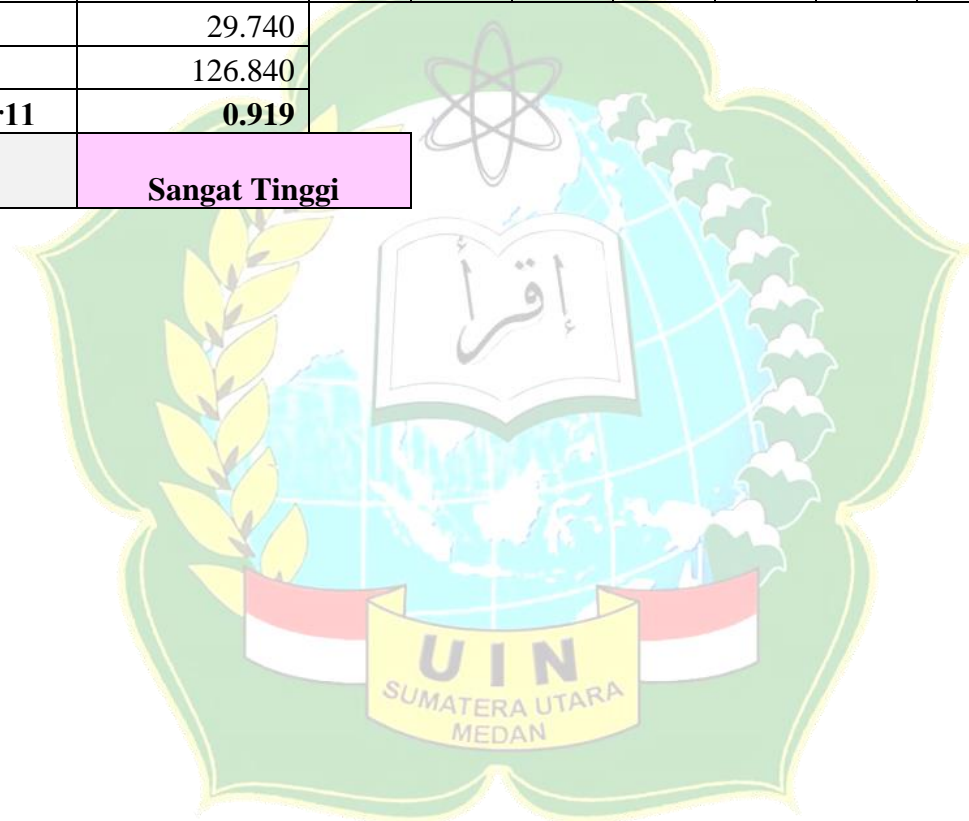 29.740
126.840
r11 0.919
Sangat Tinggi
إقرأ
UIN
SUMATERA UTARA
MEDAN